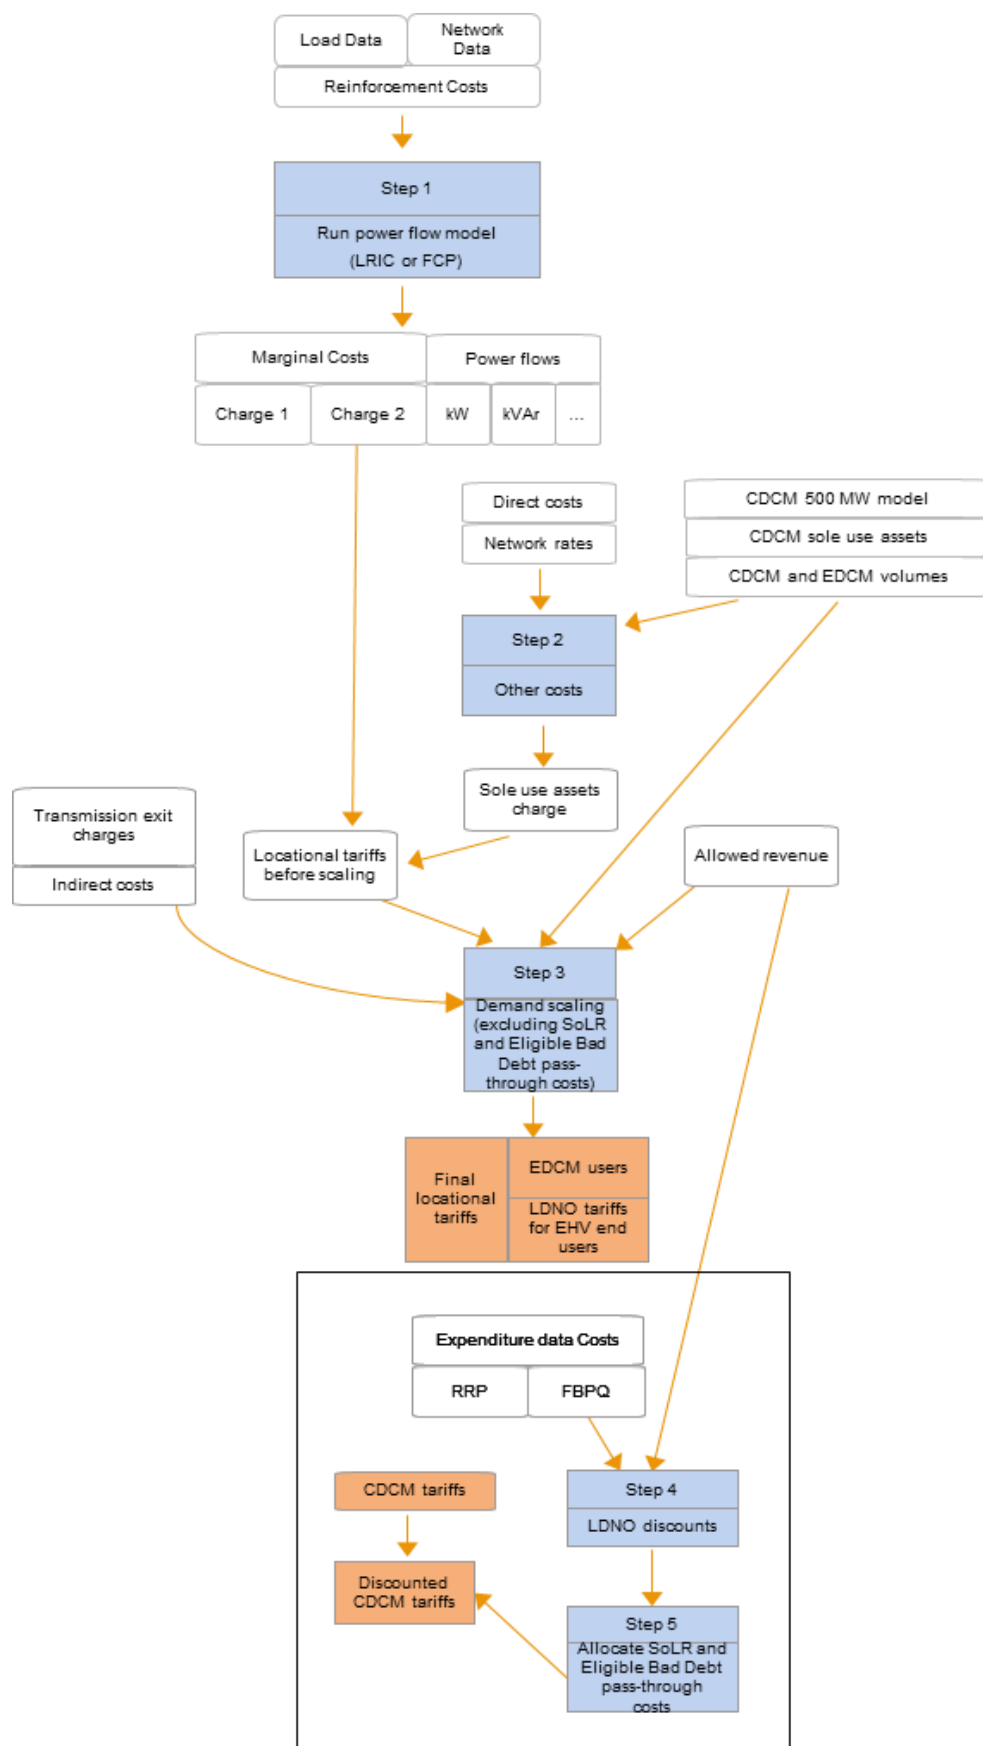 Load Data
Network
Data
Reinforcement Costs
Step 1
Run power flow model
(LRIC or FCP)
Marginal Costs
Power flows
Charge 1
Charge 2
kW
kVAr
...
Direct costs
Network rates
CDCM 500 MW model
CDCM sole use assets
CDCM and EDCM volumes
Step 2
Other costs
Sole use assets
charge
Transmission exit
charges
Indirect costs
Locational tariffs
before scaling
Allowed revenue
Step 3
Demand scaling
(excluding SoLR
and Eligible Bad
Debt pass-
through costs)
Final
locational
tariffs
EDCM users
LDNO tariffs
for EHV end
users
Expenditure data Costs
RRP
FBPQ
CDCM tariffs
Step 4
LDNO discounts
Discounted
CDCM tariffs
Step 5
Allocate SoLR and
Eligible Bad Debt
pass-through
costs